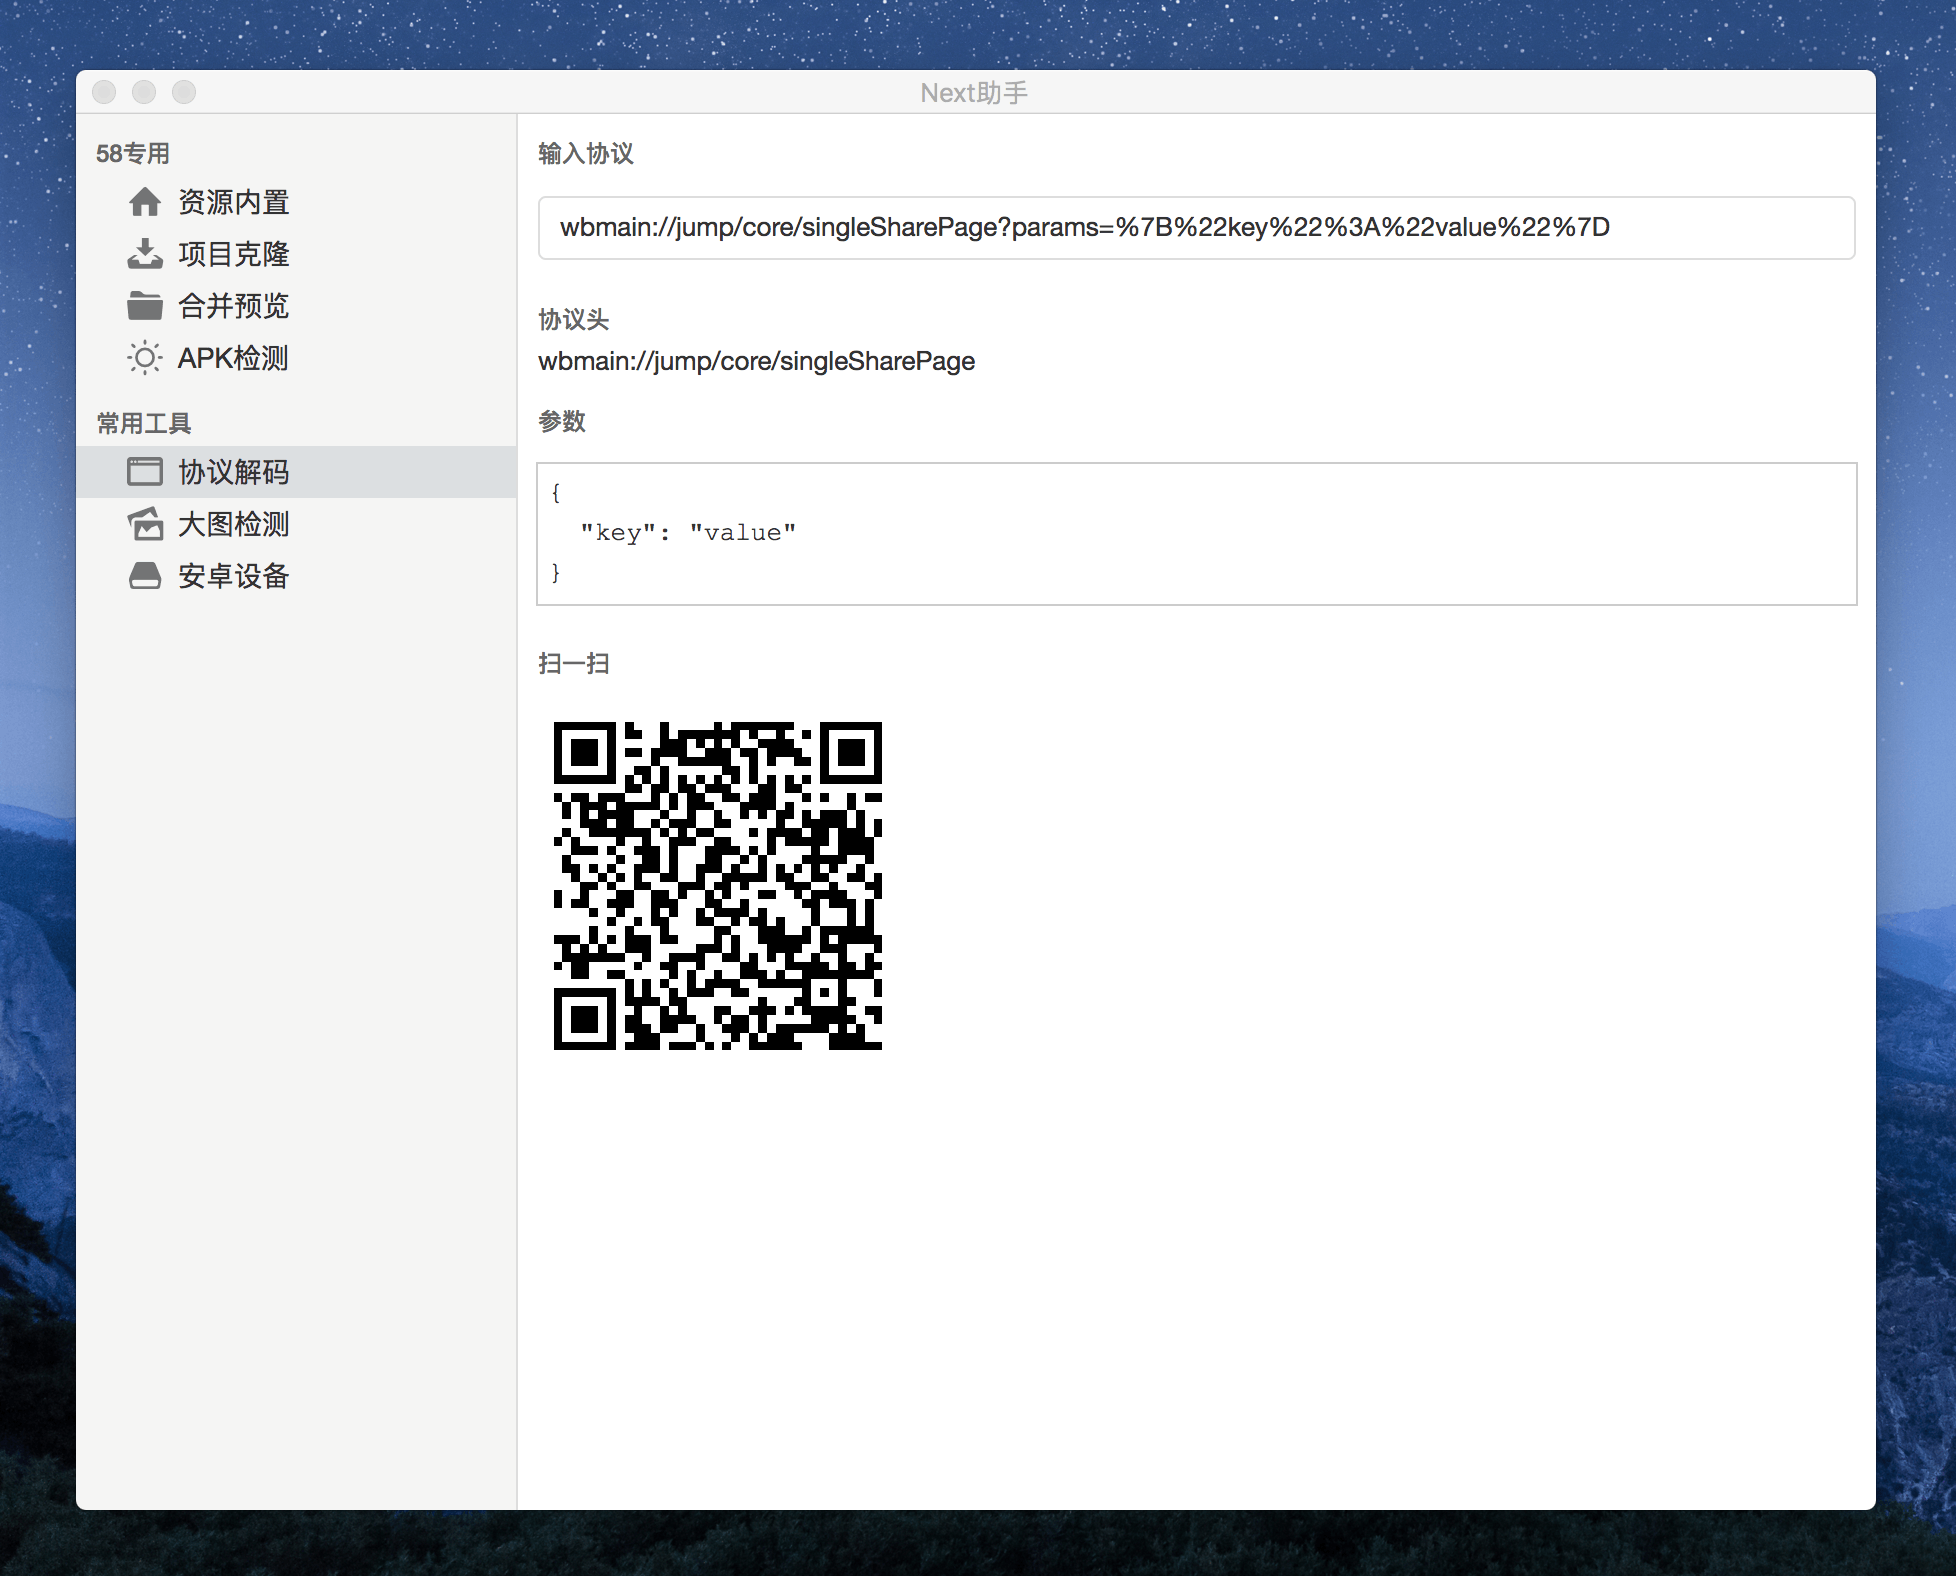 Next助手
58专用
资源内置
项目克隆
合并预览
APK检测
常用工具
协议解码
大图检测
安卓设备
输入协议
wbmain://jump/core/singleSharePage?params=%7B%22key%22%3A%22value%22%7D
协议头
wbmain://jump/core/singleSharePage
参数
{
"key": "value"
}
扫一扫